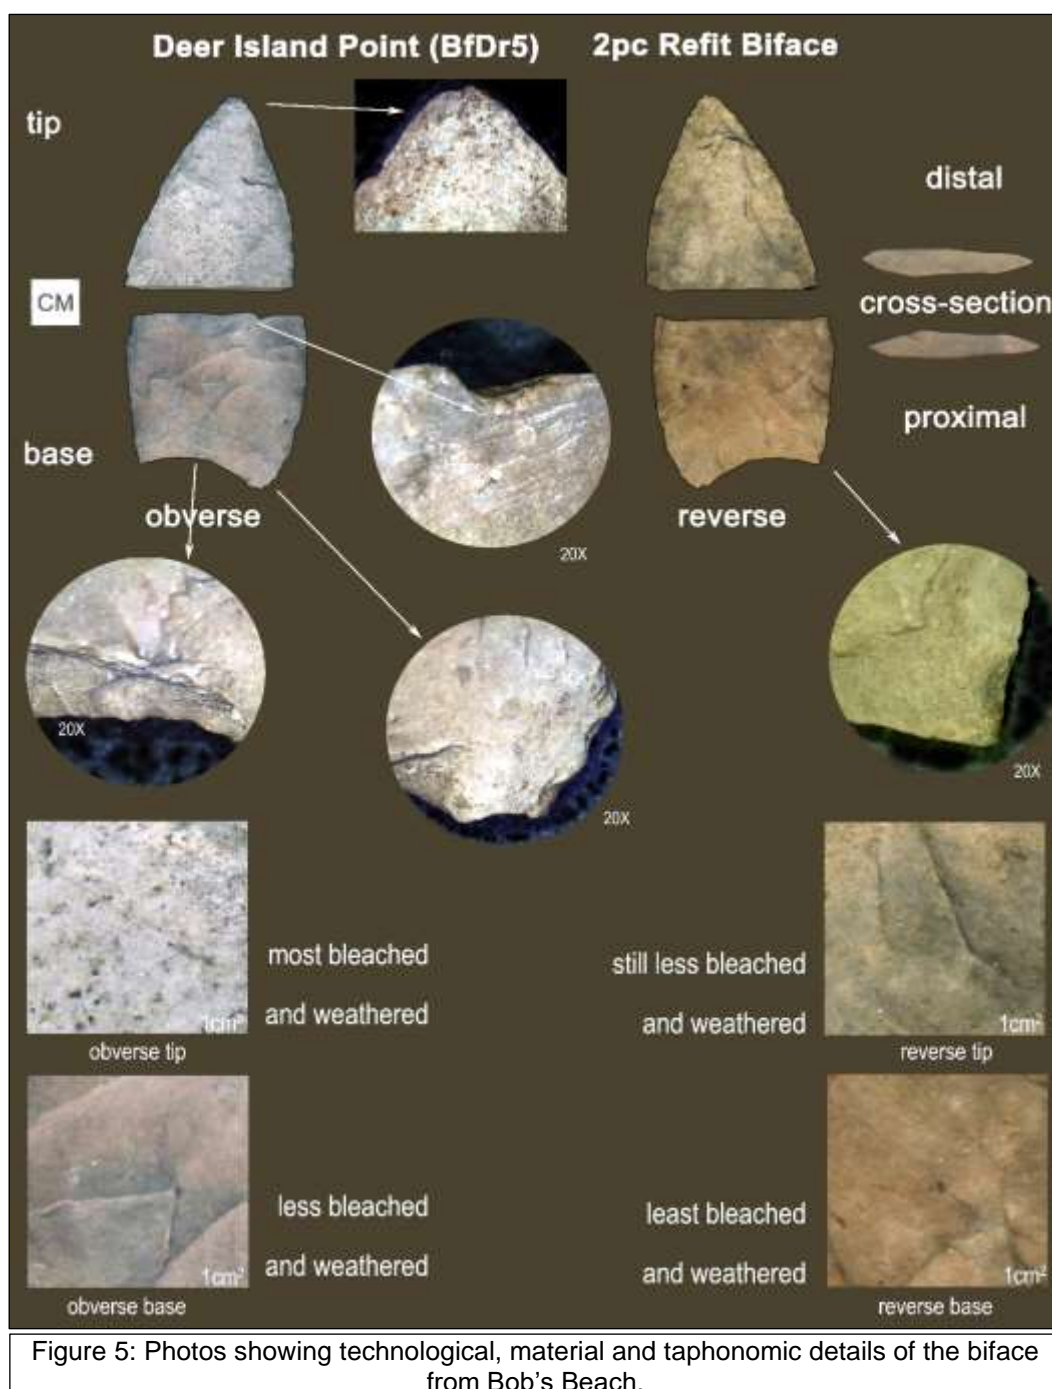 Deer Island Point (BfDr5)
2pc Refit Biface
tip
distal
CM
cross-section
base
proximal
obverse
reverse
20X
20X
20X
20X
most bleached
and weathered
1cm²
obverse tip
still less bleached
and weathered
1cm²
reverse tip
less bleached
and weathered
1cm²
obverse base
least bleached
and weathered
1cm²
reverse base
Figure 5: Photos showing technological, material and taphonomic details of the biface
from Bob's Beach.